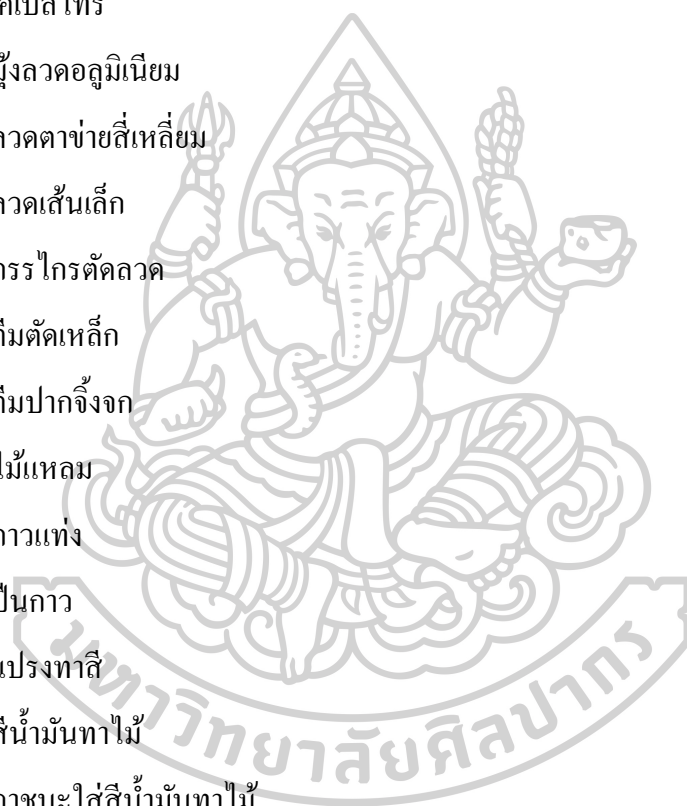 มุ้งลวดอลูมิเนียม
ลวดตาข่ายสี่เหลี่ยม
ลวดเส้นเล็ก
กรรไกรตัดลวด
คีมตัดเหล็ก
คีมปากจิ้งจก
ไม้แหลม
กาวแท่ง
ปืนกาว
แปรงทาสี
สีน้ำมันทาไม้
ภาชนะใส่สีน้ำมันทาไม้
มหาวิทยาลัยศิลปากร